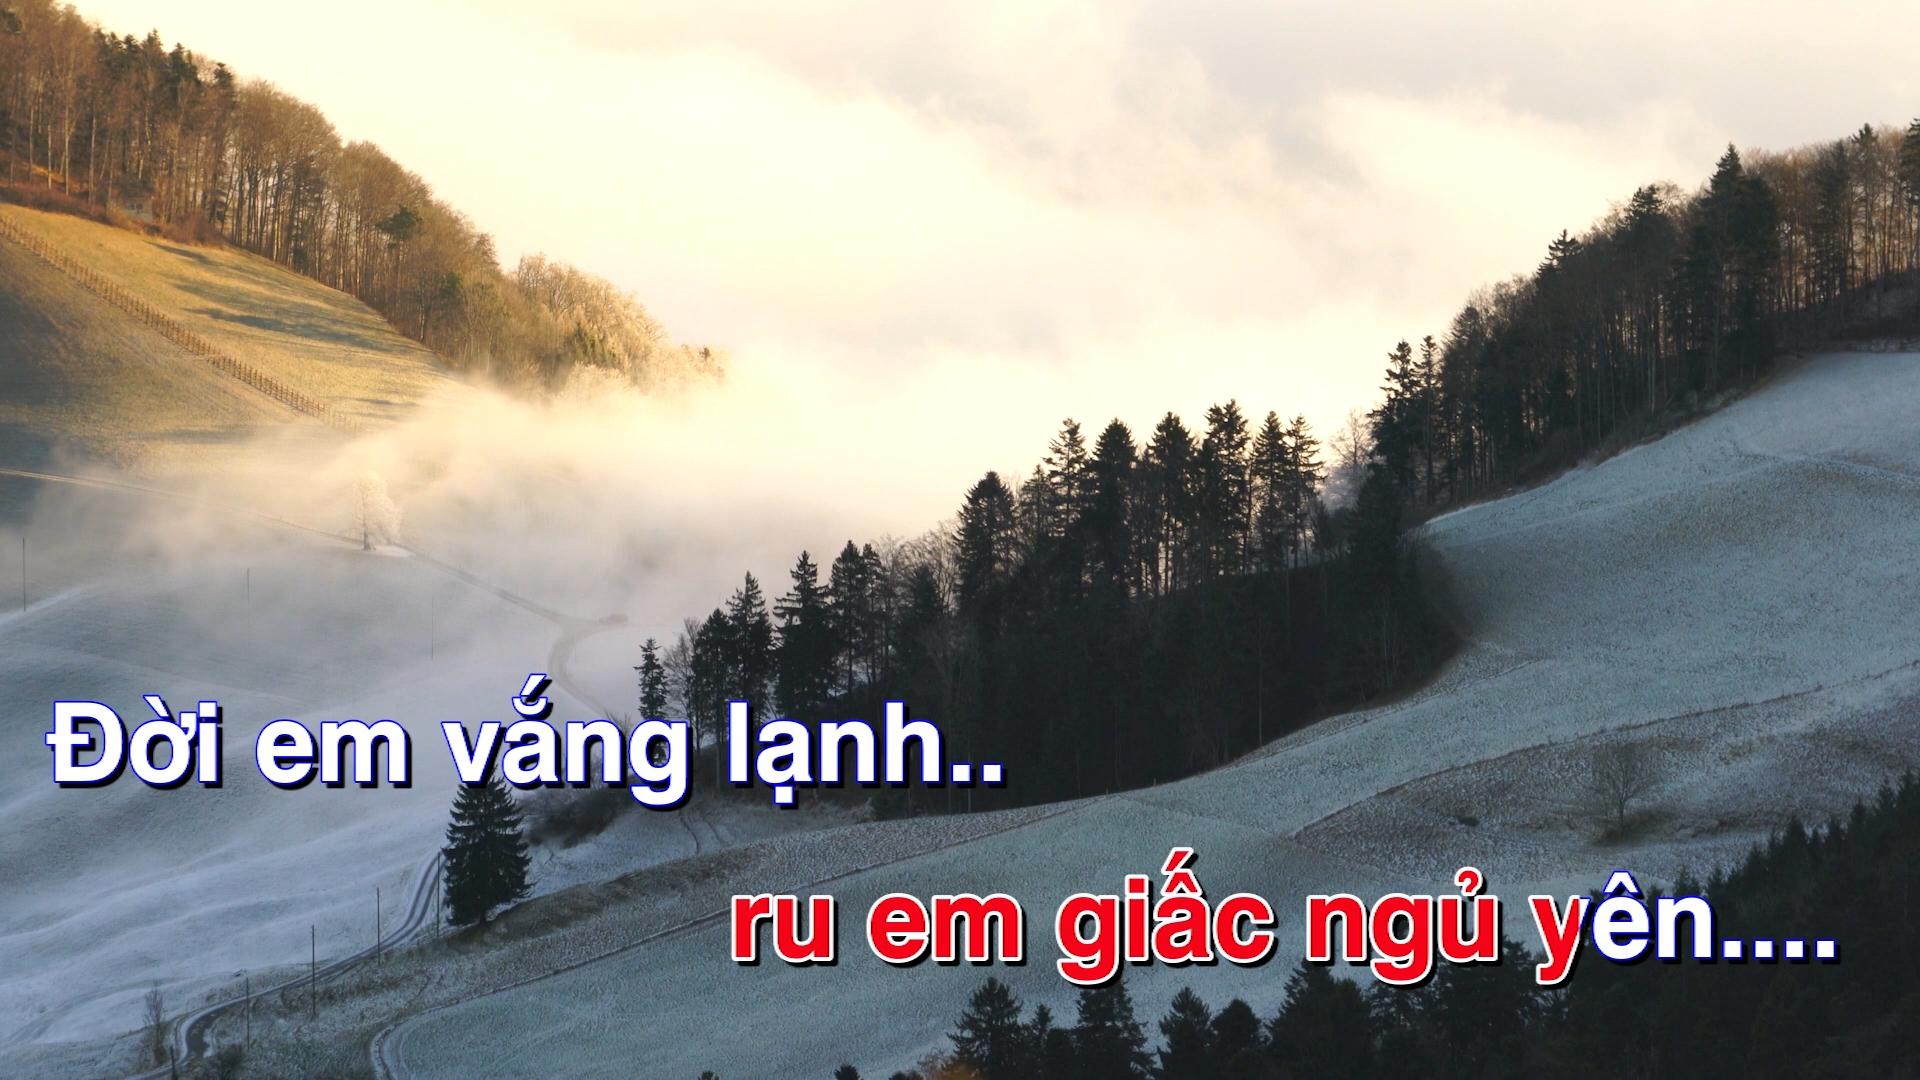 Đời em vắng lạnh..
ru em giấc ngủ yên....